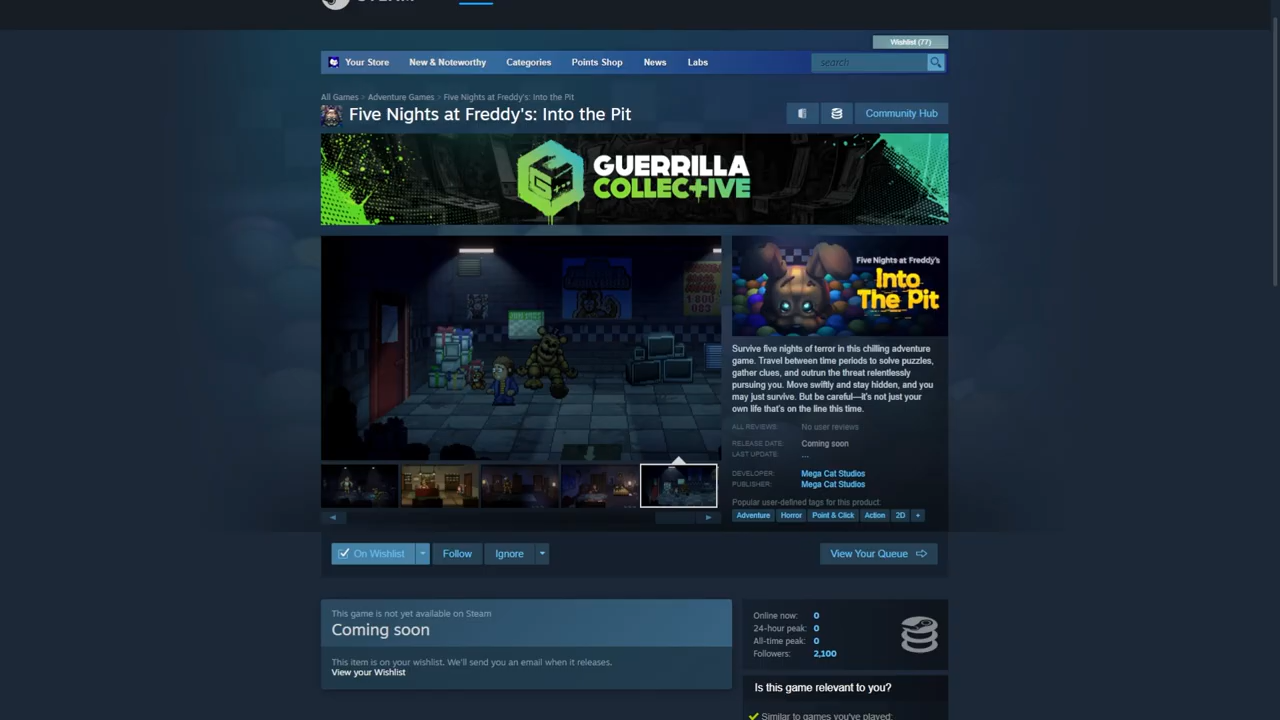 Wishlist (77)
Your Store
New & Noteworthy
Categories
Points Shop
News
Labs
search
All Games > Adventure Games > Five Nights at Freddy's: Into the Pit
Five Nights at Freddy's: Into the Pit
Community Hub
GUERRILLA
COLLEC+IVE
Five Nights at Freddy's
Into
The Pit
Survive five nights of terror in this chilling adventure
game. Travel between time periods to solve puzzles,
gather clues, and outrun the threat relentlessly
pursuing you. Move swiftly and stay hidden, and you
may just survive. But be careful—it's not just your
own life that's on the line this time.
ALL REVIEWS: No user reviews
RELEASE DATE: Coming soon
LAST UPDATE: ...
DEVELOPER: Mega Cat Studios
PUBLISHER: Mega Cat Studios
Popular user-defined tags for this product:
Adventure Horror Point & Click Action 2D +
On Wishlist
Follow
Ignore
View Your Queue
This game is not yet available on Steam
Coming soon
This item is on your wishlist. We'll send you an email when it releases.
View your Wishlist
Online now: 0
24-hour peak: 0
All-time peak: 0
Followers: 2,100
Is this game relevant to you?
Similar to games you've played: